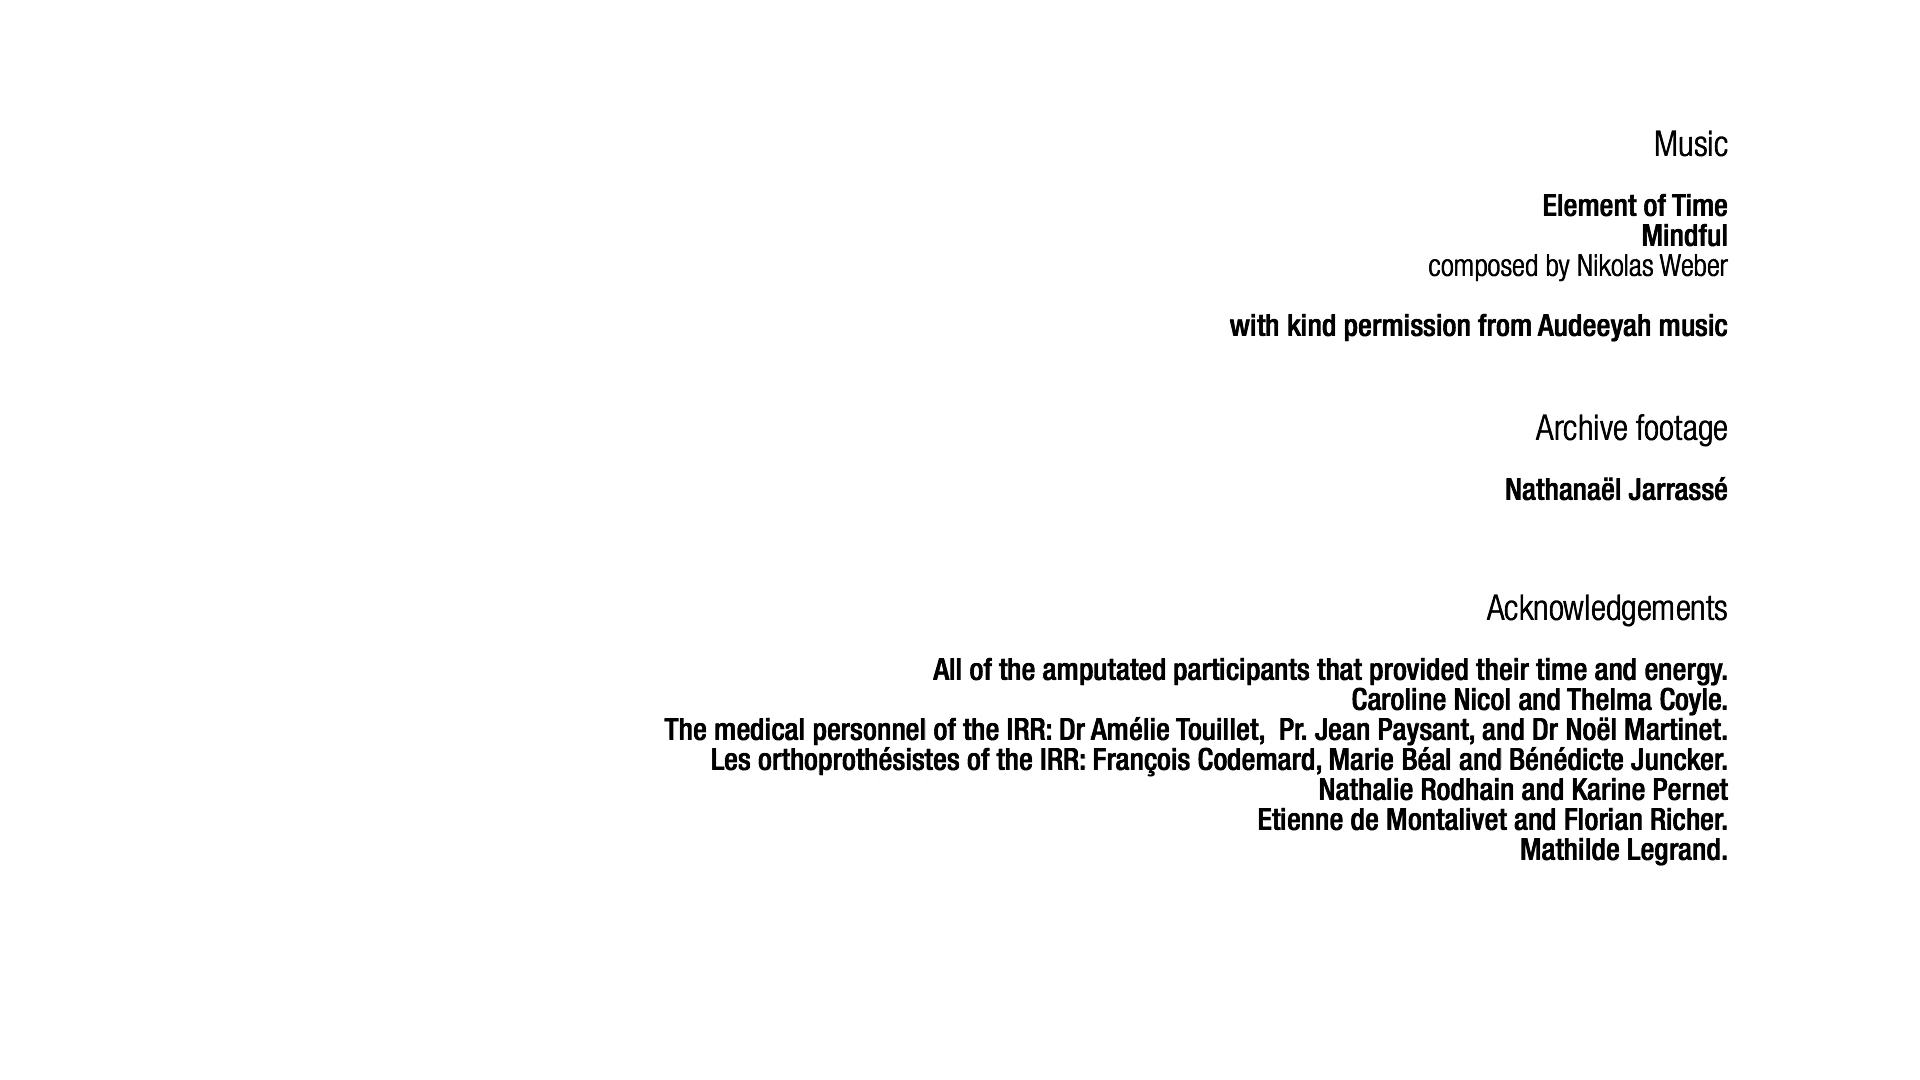 Music
Element of Time
Mindful
composed by Nikolas Weber
with kind permission from Audeeyah music
Archive footage
Nathanaël Jarrassé
Acknowledgements
All of the amputated participants that provided their time and energy.
Caroline Nicol and Thelma Coyle.
The medical personnel of the IRR: Dr Amélie Touillet,  Pr. Jean Paysant, and Dr Noël Martinet.
Les orthoprothésistes of the IRR: François Codemard, Marie Béal and Bénédicte Juncker.
Nathalie Rodhain and Karine Pernet
Etienne de Montalivet and Florian Richer.
Mathilde Legrand.